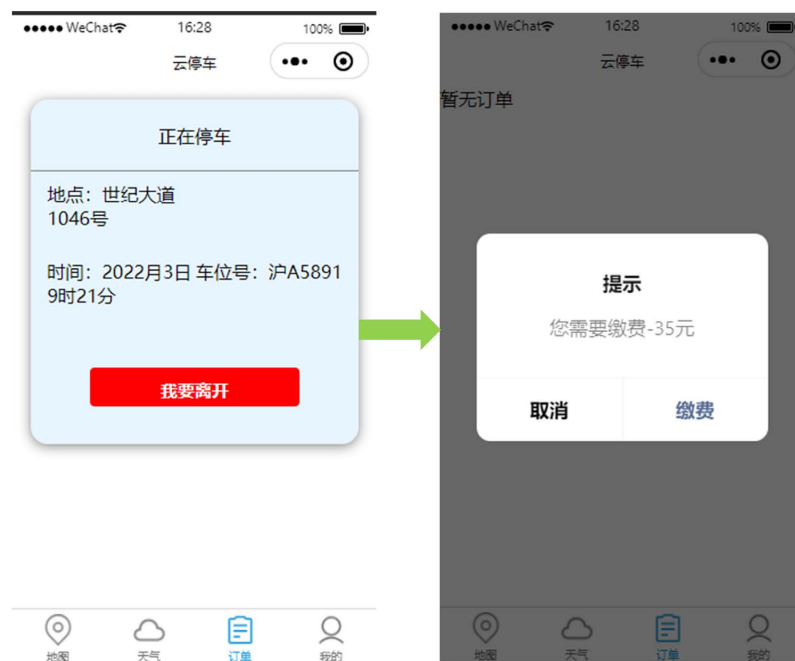 WeChat 16:28 100%
云停车
正在停车
地点：世纪大道
1046号
时间：2022月3日 车位号：沪A5891
9时21分
我要离开
地图 天气 订单 我的
WeChat 16:28 100%
云停车
暂无订单
提示
您需要缴费-35元
取消 缴费
地图 天气 订单 我的